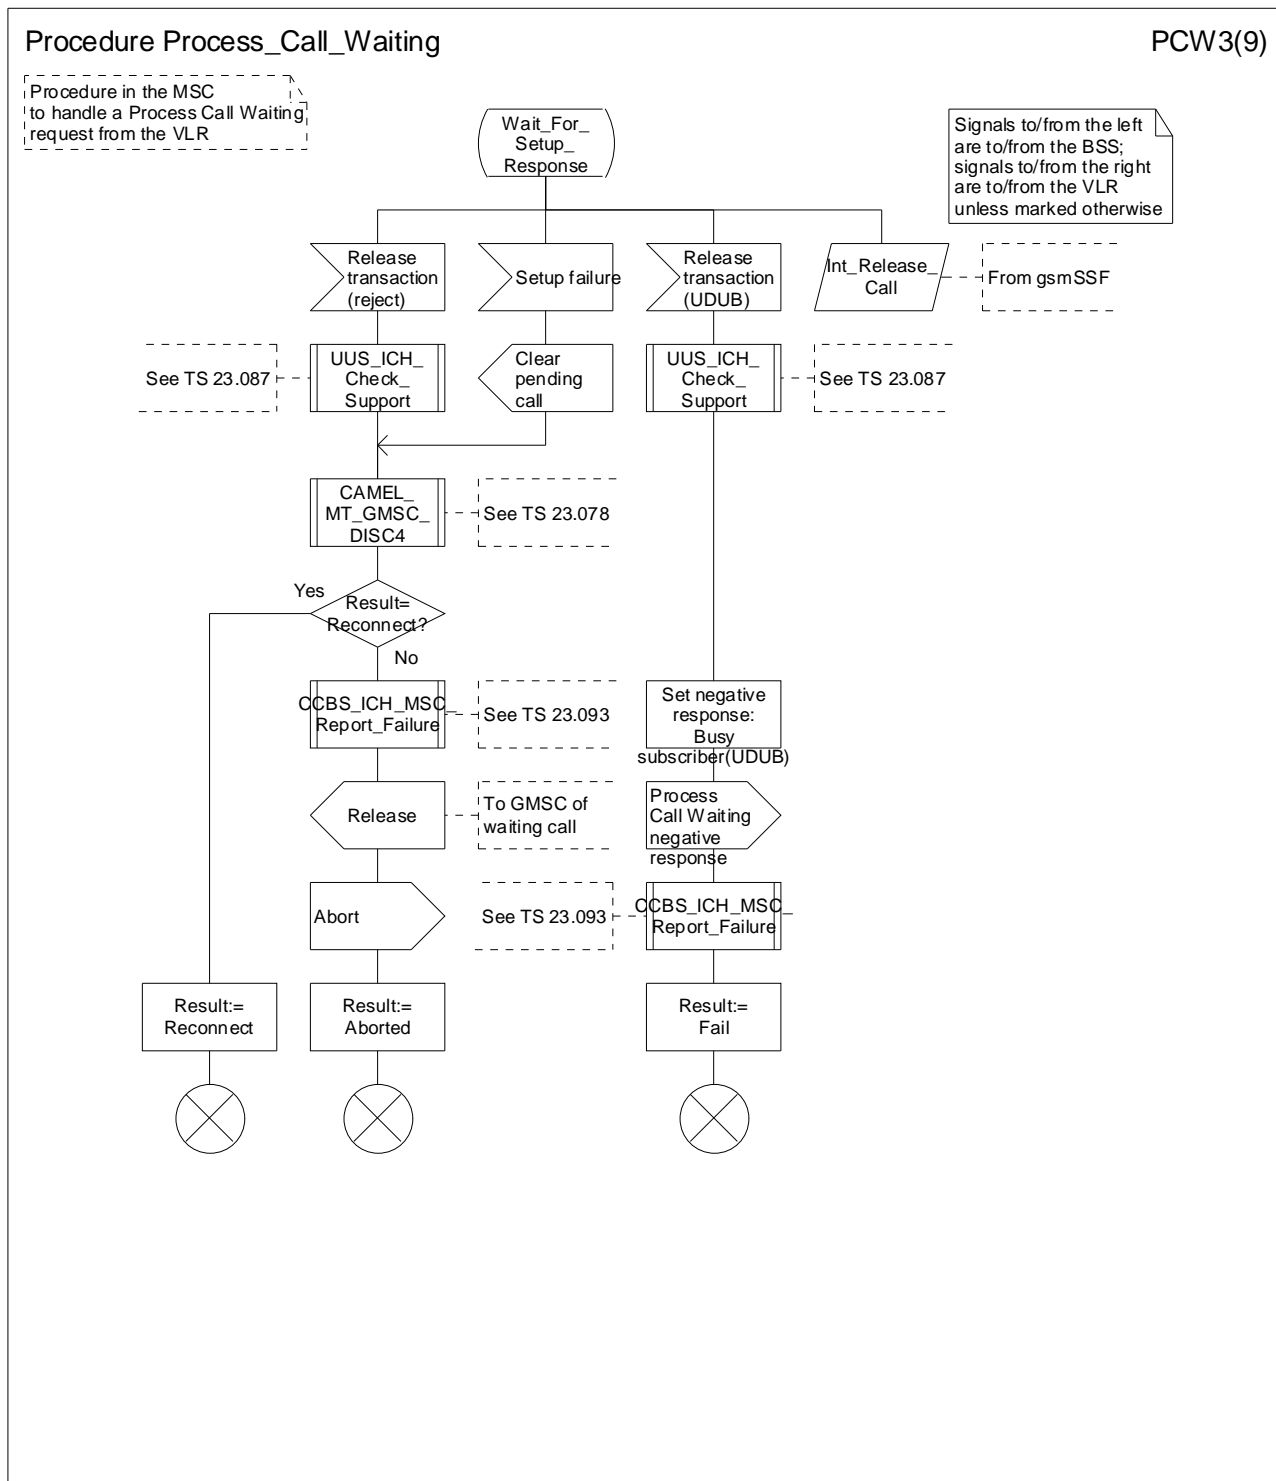 Procedure Process_Call_Waiting
PCW3(9)
Procedure in the MSC
to handle a Process Call Waiting
request from the VLR
Wait_For_
Setup_
Response
Signals to/from the left
are to/from the BSS;
signals to/from the right
are to/from the VLR
unless marked otherwise
Release
transaction
(reject)
Setup failure
Release
transaction
(UDUB)
Int_Release_
Call
From gsmSSF
See TS 23.087
UUS_ICH_
Check_
Support
Clear
pending
call
UUS_ICH_
Check_
Support
See TS 23.087
CAMEL_
MT_GMSC_
DISC4
See TS 23.078
Yes
Result=
Reconnect?
No
CCBS_ICH_MSC_
Report_Failure
See TS 23.093
Set negative
response:
Busy
subscriber(UDUB)
Release
To GMSC of
waiting call
Process
Call Waiting
negative
response
Abort
See TS 23.093
CCBS_ICH_MSC_
Report_Failure
Result:=
Reconnect
Result:=
Aborted
Result:=
Fail